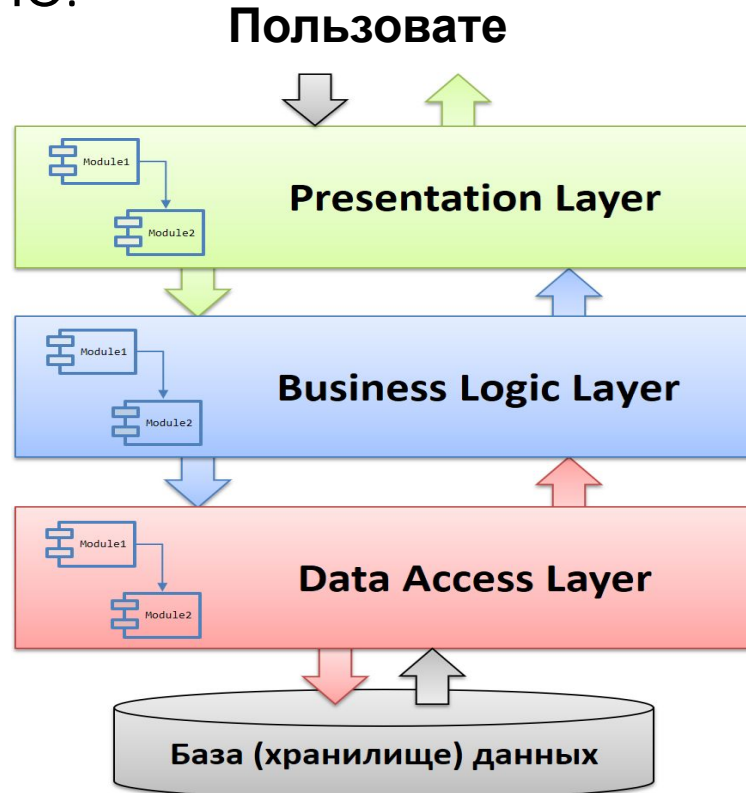 Пользовате
Module1
Module2
Presentation Layer
Module1
Module2
Business Logic Layer
Module1
Module2
Data Access Layer
База (хранилище) данных